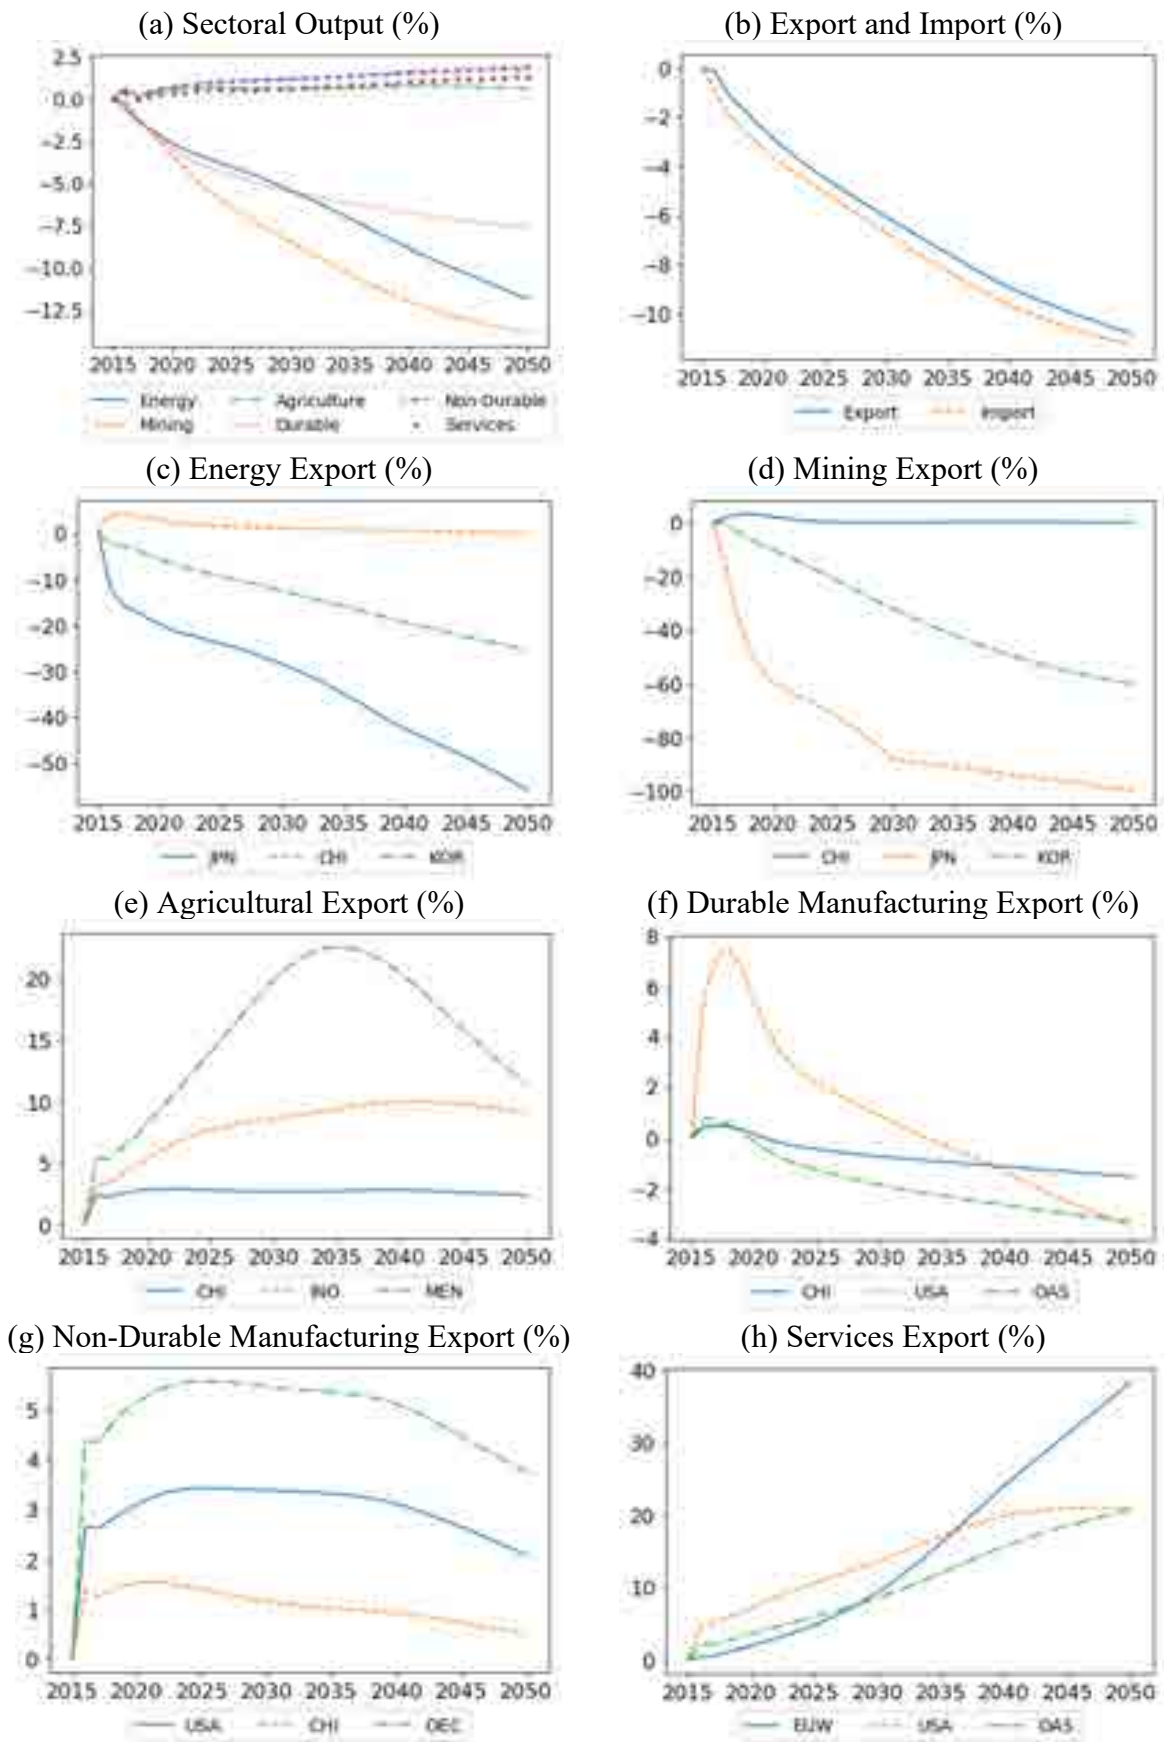 (a) Sectoral Output (%)
2.5
0.0
−2.5
−5.0
−7.5
−10.0
−12.5
2015 2020 2025 2030 2035 2040 2045 2050
Energy Agriculture Non-Durable
Mining Durable Services
(b) Export and Import (%)
0
−2
−4
−6
−8
−10
2015 2020 2025 2030 2035 2040 2045 2050
Export Import
(c) Energy Export (%)
0
−10
−20
−30
−40
−50
2015 2020 2025 2030 2035 2040 2045 2050
JPN CHI KOR
(d) Mining Export (%)
0
−20
−40
−60
−80
−100
2015 2020 2025 2030 2035 2040 2045 2050
CHI JPN KOR
(e) Agricultural Export (%)
20
15
10
5
0
2015 2020 2025 2030 2035 2040 2045 2050
CHI INO MEN
(f) Durable Manufacturing Export (%)
8
6
4
2
0
−2
−4
2015 2020 2025 2030 2035 2040 2045 2050
CHI USA OAS
(g) Non-Durable Manufacturing Export (%)
5
4
3
2
1
0
2015 2020 2025 2030 2035 2040 2045 2050
USA CHI OEC
(h) Services Export (%)
40
30
20
10
0
2015 2020 2025 2030 2035 2040 2045 2050
EUW USA OAS